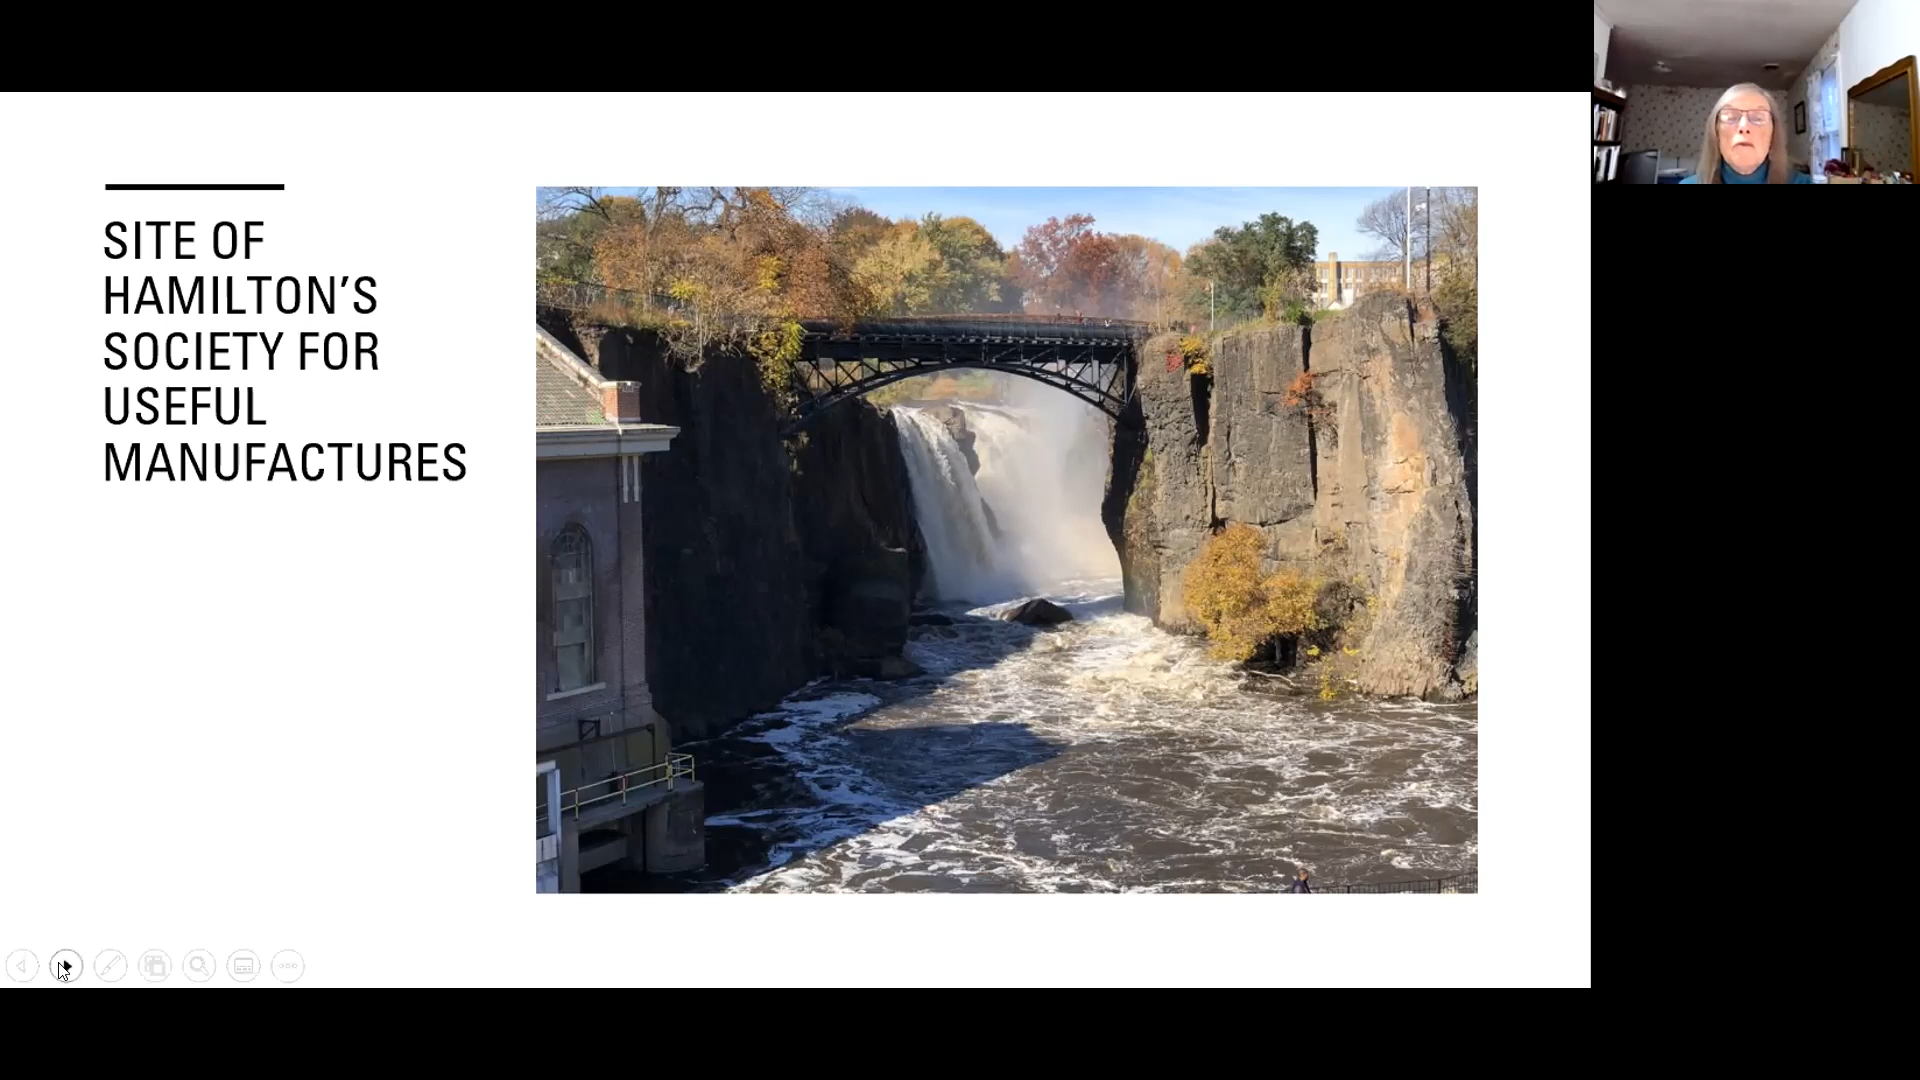 SITE OF
HAMILTON’S
SOCIETY FOR
USEFUL
MANUFACTURES